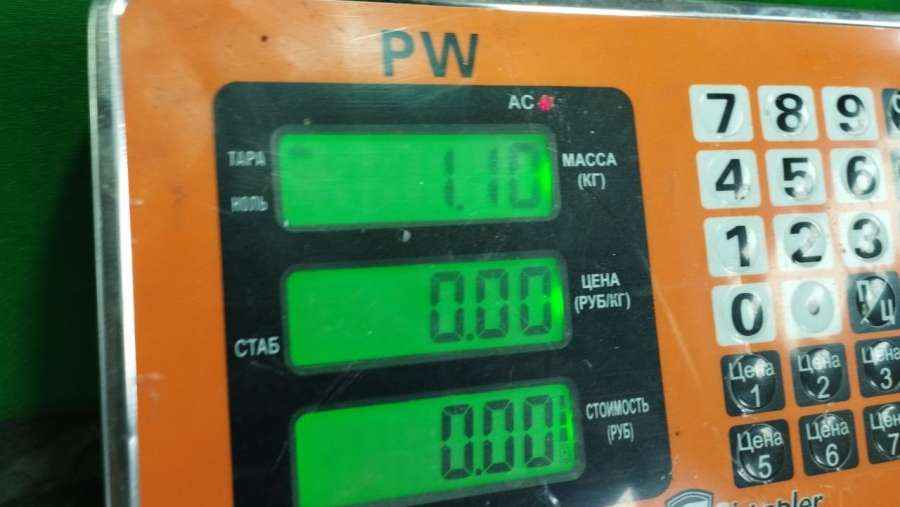 PW
AC
ТАРА
НОЛЬ
1.10
МАССА
(КГ)
0.00
ЦЕНА
(РУБ/КГ)
СТАБ
0.00
СТОИМОСТЬ
(РУБ)
7 8 9
4 5 6
1 2 3
0 П/Ц
Цена 1 Цена 2 Цена 3
Цена 5 Цена 6 7